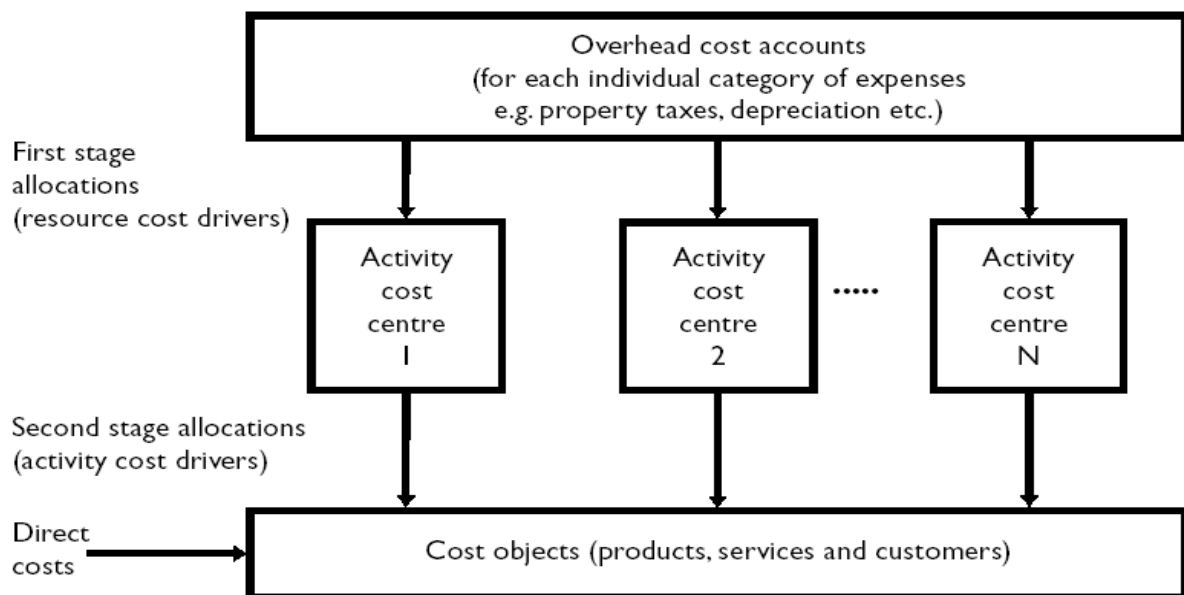 Overhead cost accounts
(for each individual category of expenses
e.g. property taxes, depreciation etc.)
First stage
allocations
(resource cost drivers)
Activity
cost
centre
1
Activity
cost
centre
2
.....
Activity
cost
centre
N
Second stage allocations
(activity cost drivers)
Direct
costs
Cost objects (products, services and customers)